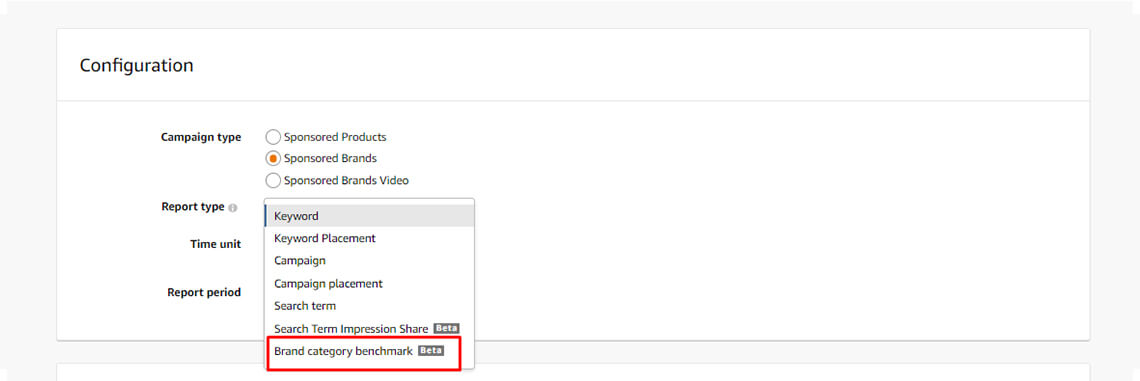 Configuration
Campaign type
Sponsored Products
Sponsored Brands
Sponsored Brands Video
Report type
Keyword
Keyword Placement
Time unit
Campaign
Campaign placement
Report period
Search term
Search Term Impression Share Beta
Brand category benchmark Beta